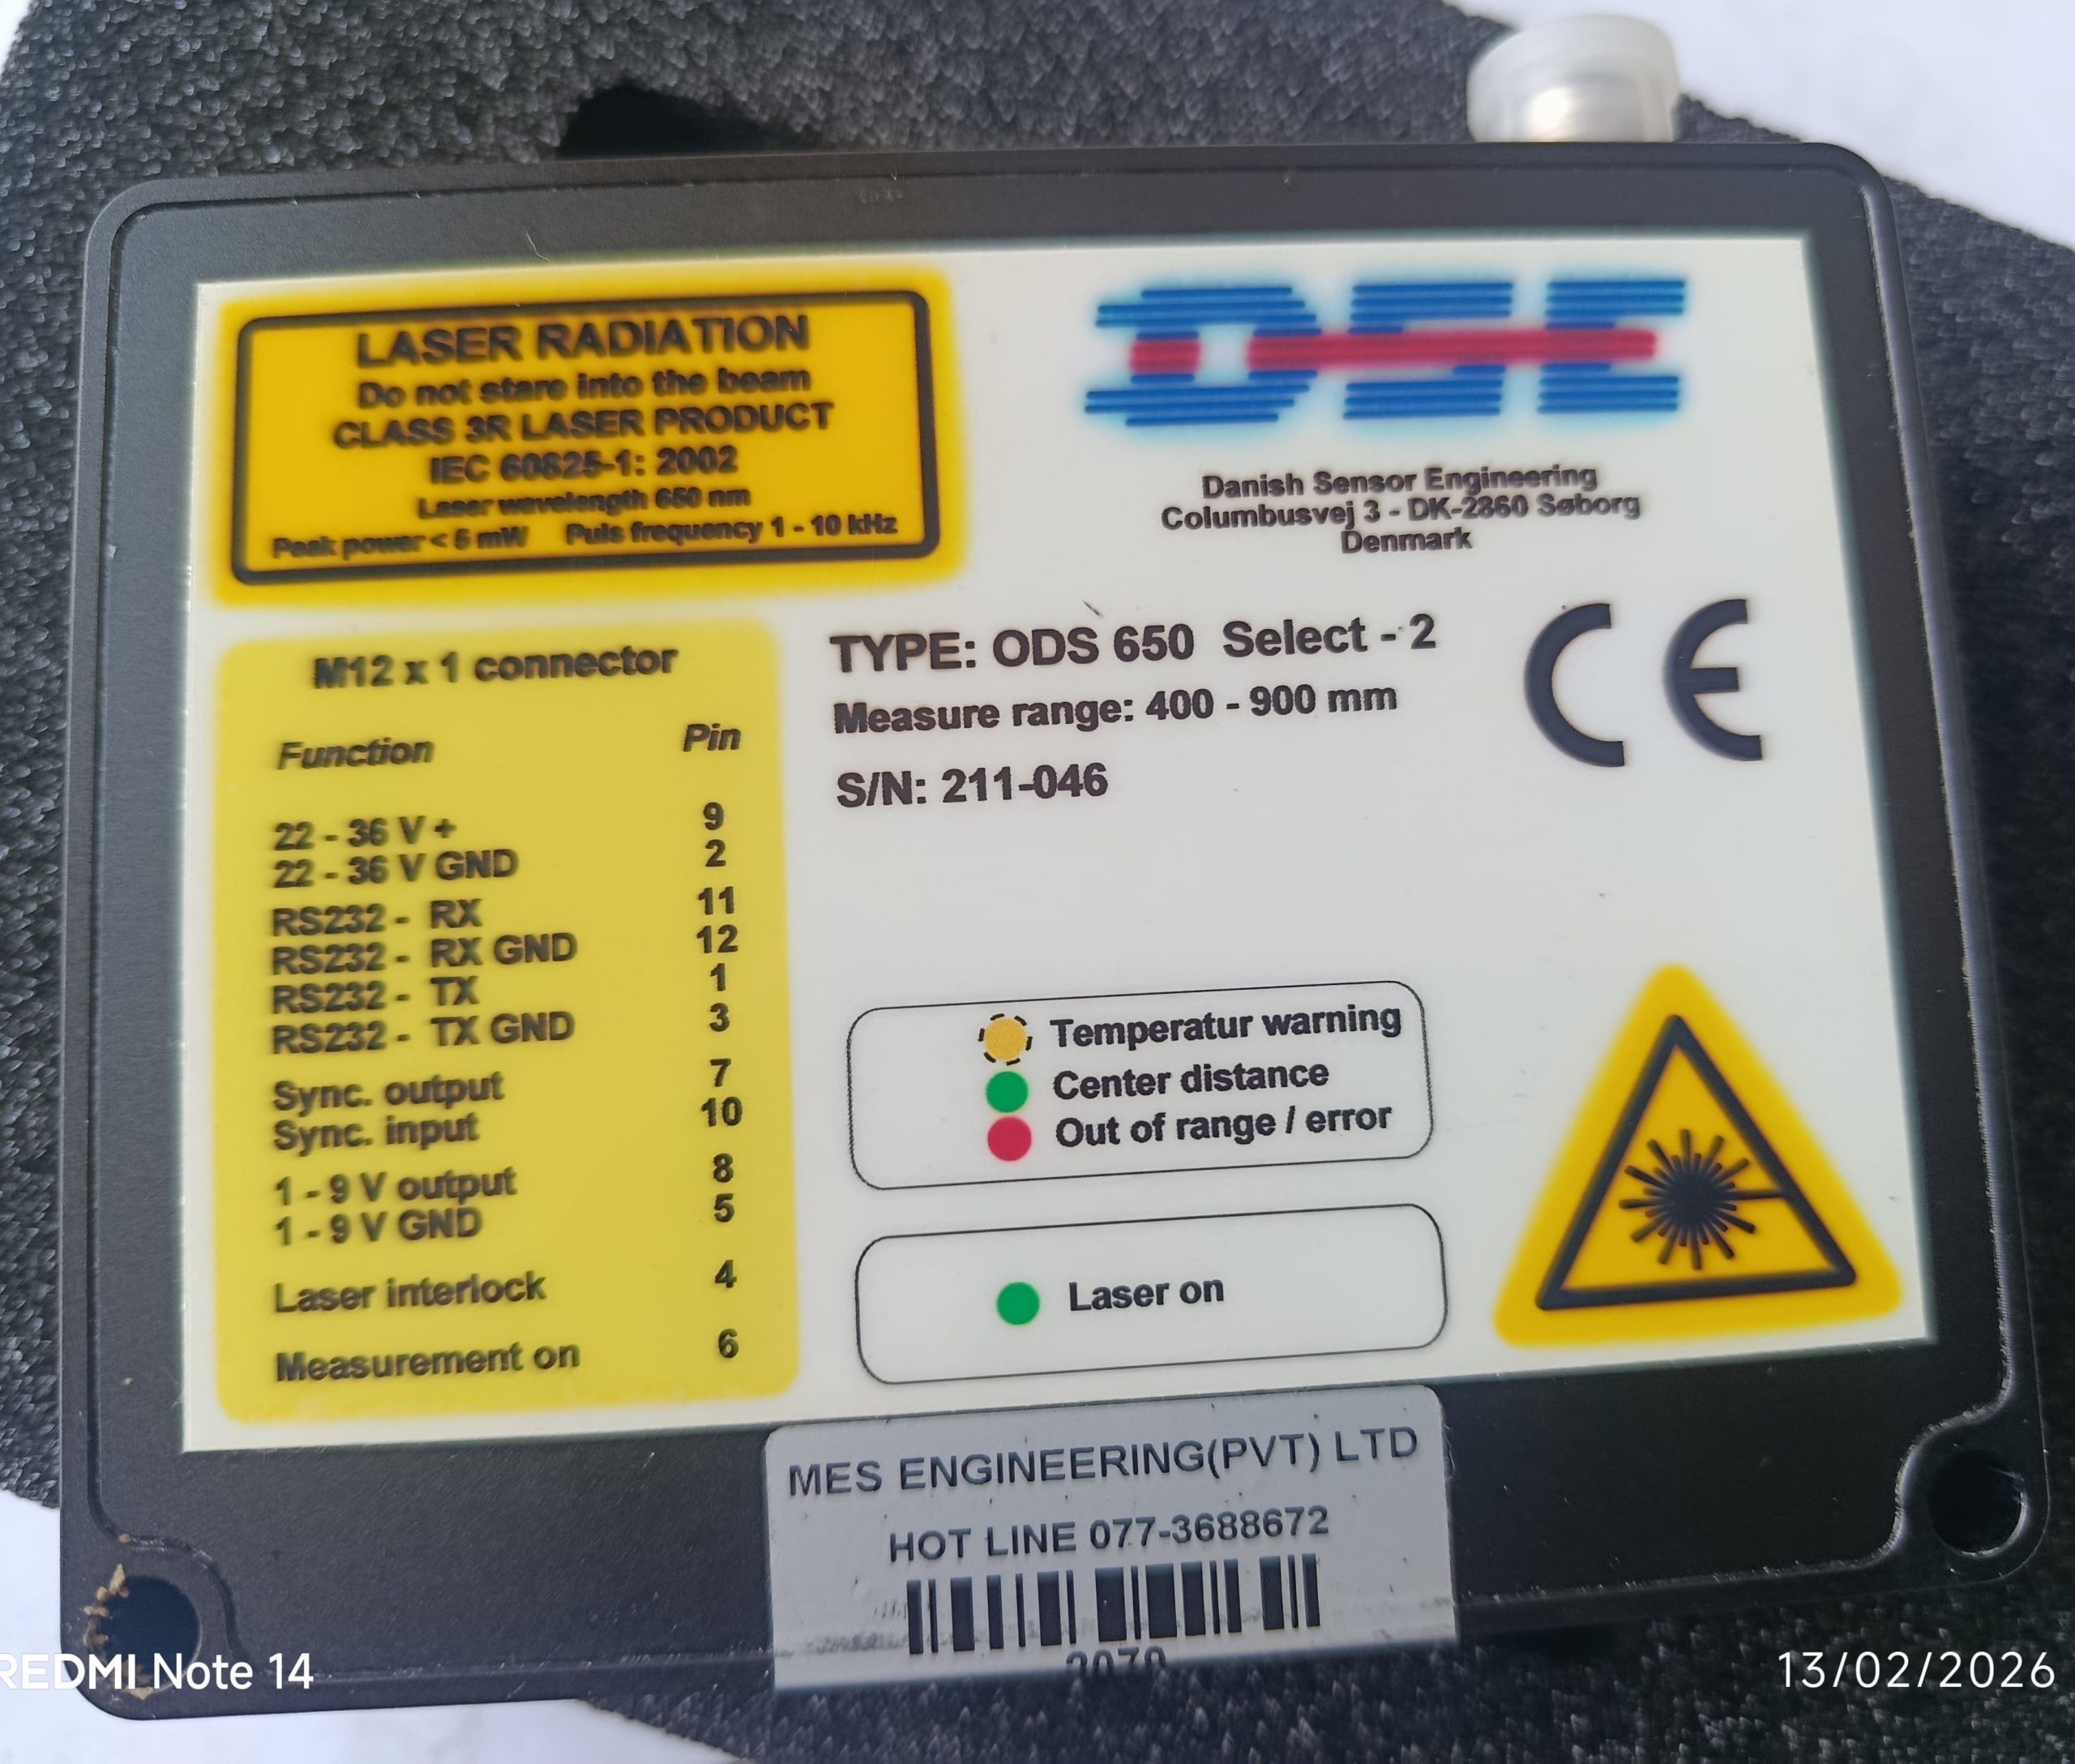 LASER RADIATION
Do not stare into the beam
CLASS 3R LASER PRODUCT
IEC 60825-1: 2002
Laser wavelength 650 nm
Peak power < 5 mW Puls frequency 1 - 10 kHz
DSE
Danish Sensor Engineering
Columbusvej 3 - DK-2860 Søborg
Denmark
M12 x 1 connector
Function Pin
22 - 36 V + 9
22 - 36 V GND 2
RS232 - RX 11
RS232 - RX GND 12
RS232 - TX 1
RS232 - TX GND 3
Sync. output 7
Sync. input 10
1 - 9 V output 8
1 - 9 V GND 5
Laser interlock 4
Measurement on 6
TYPE: ODS 650 Select - 2
Measure range: 400 - 900 mm
S/N: 211-046
CE
Temperatur warning
Center distance
Out of range / error
Laser on
MES ENGINEERING(PVT) LTD
HOT LINE 077-3688672
REDMI Note 14
13/02/2026